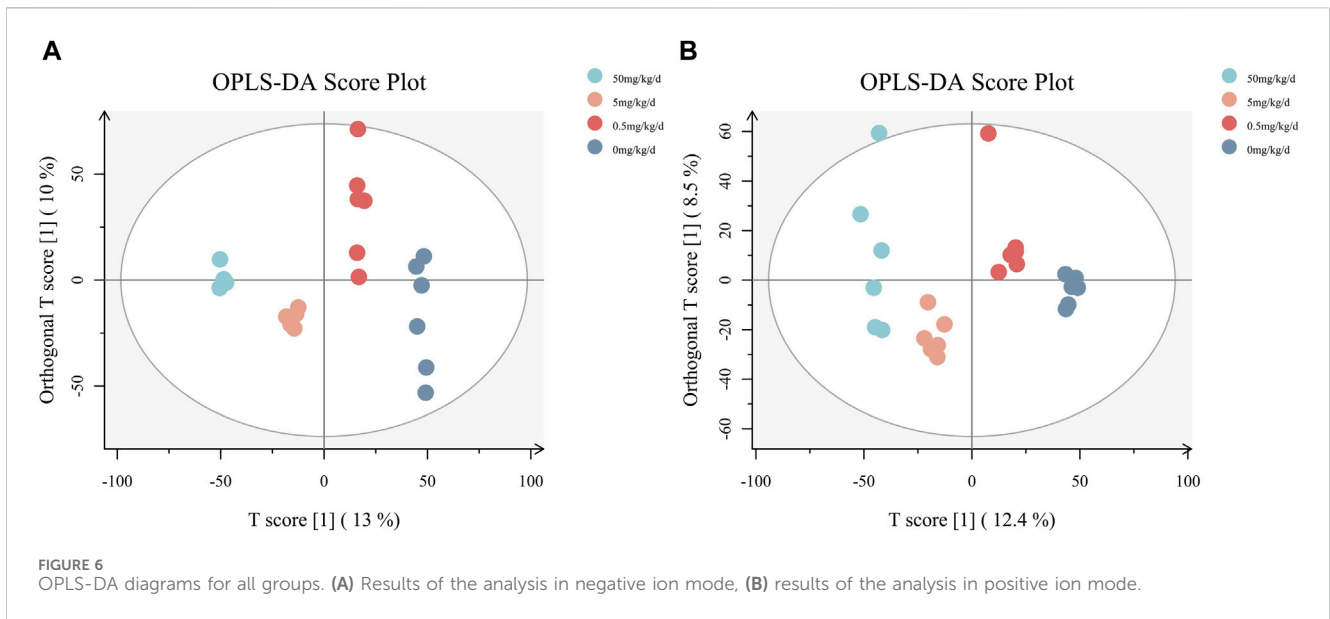 A
OPLS-DA Score Plot
50mg/kg/d
5mg/kg/d
0.5mg/kg/d
0mg/kg/d
Orthogonal T score [1] ( 10 %)
50
0
-50
-100
-50
0
50
100
T score [1] ( 13 %)
B
OPLS-DA Score Plot
50mg/kg/d
5mg/kg/d
0.5mg/kg/d
0mg/kg/d
Orthogonal T score [1] ( 8.5 %)
60
40
20
0
-20
-40
-60
-100
-50
0
50
100
T score [1] ( 12.4 %)
FIGURE 6
OPLS-DA diagrams for all groups. (A) Results of the analysis in negative ion mode, (B) results of the analysis in positive ion mode.